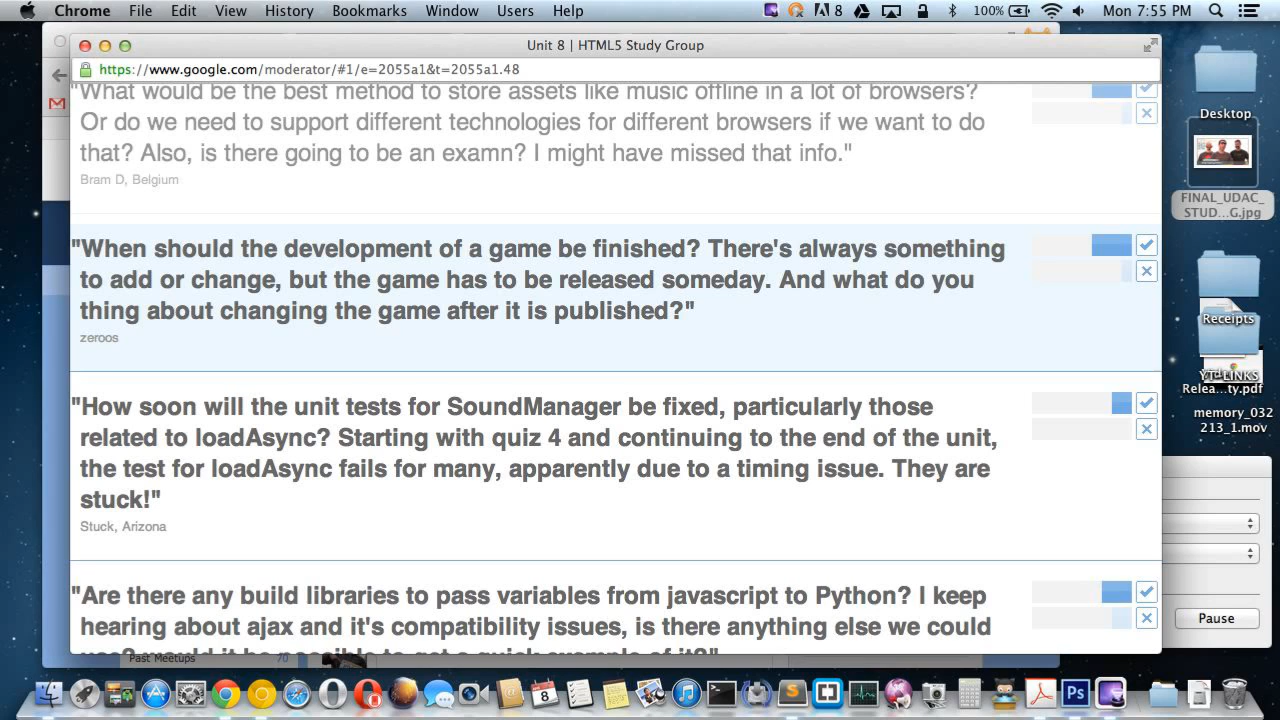 Chrome File Edit View History Bookmarks Window Users Help 8 100% Mon 7:55 PM
Unit 8 | HTML5 Study Group
https://www.google.com/moderator/#1/e=2055a1&t=2055a1.48
"What would be the best method to store assets like music offline in a lot of browsers?
Or do we need to support different technologies for different browsers if we want to do
that? Also, is there going to be an examn? I might have missed that info."
Bram D, Belgium
"When should the development of a game be finished? There's always something
to add or change, but the game has to be released someday. And what do you
thing about changing the game after it is published?"
zeroos
"How soon will the unit tests for SoundManager be fixed, particularly those
related to loadAsync? Starting with quiz 4 and continuing to the end of the unit,
the test for loadAsync fails for many, apparently due to a timing issue. They are
stuck!"
Stuck, Arizona
"Are there any build libraries to pass variables from javascript to Python? I keep
hearing about ajax and it's compatibility issues, is there anything else we could
Past Meetups 70
Desktop
FINAL_UDAC_
STUD...G.jpg
Receipts
YT LINKS
Relea...ty.pdf
memory_032
213_1.mov
Pause
8
Ps